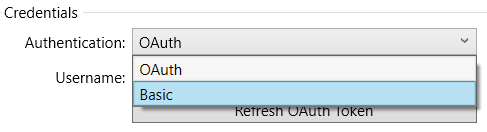 Credentials
Authentication: OAuth
OAuth
Username:
Basic
Refresh OAuth Token